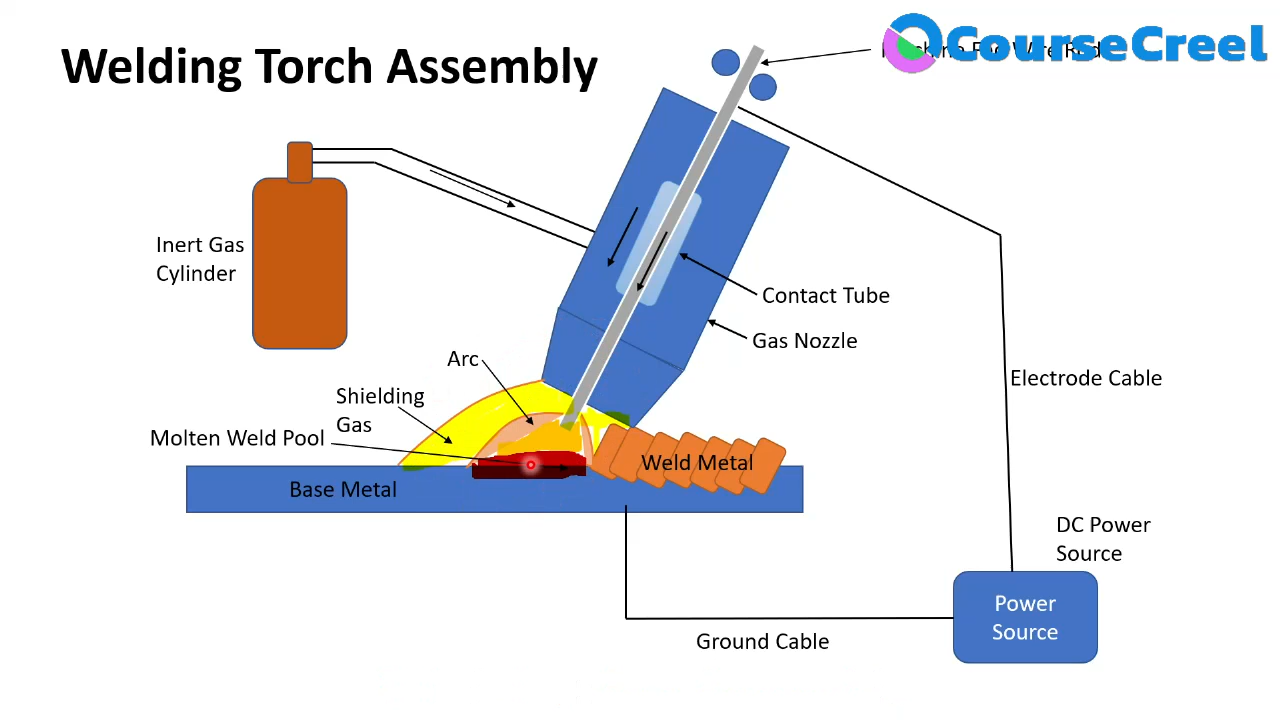 Welding Torch Assembly
CourseCreel
Inert Gas
Cylinder
Contact Tube
Gas Nozzle
Arc
Shielding
Gas
Electrode Cable
Molten Weld Pool
Weld Metal
Base Metal
DC Power
Source
Power
Source
Ground Cable